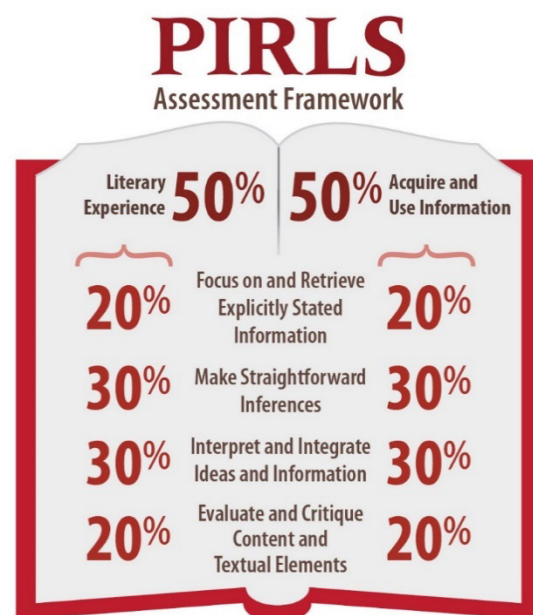 PIRLS
Assessment Framework
Literary Experience 50% 50% Acquire and Use Information
20% Focus on and Retrieve Explicitly Stated Information 20%
30% Make Straightforward Inferences 30%
30% Interpret and Integrate Ideas and Information 30%
20% Evaluate and Critique Content and Textual Elements 20%